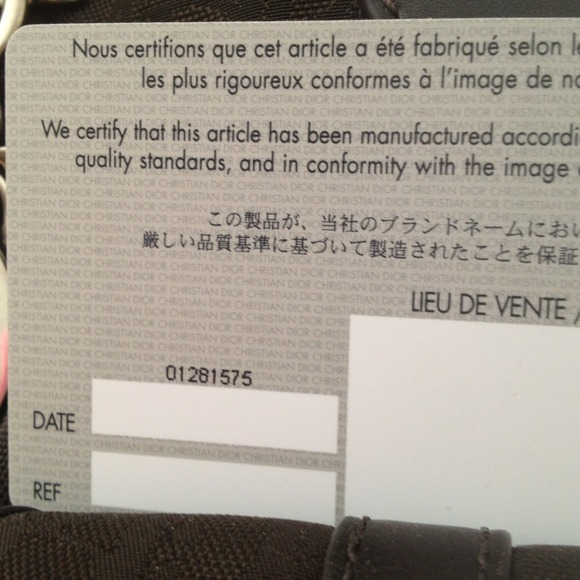 Nous certifions que cet article a été fabriqué selon
les plus rigoureux conformes à l'image de
We certify that this article has been manufactured
quality standards, and in conformity with the image
この製品が、当社のブランドネームにお
厳しい品質基準に基づいて製造されたことを保証
LIEU DE VENTE /
01281575
DATE
REF